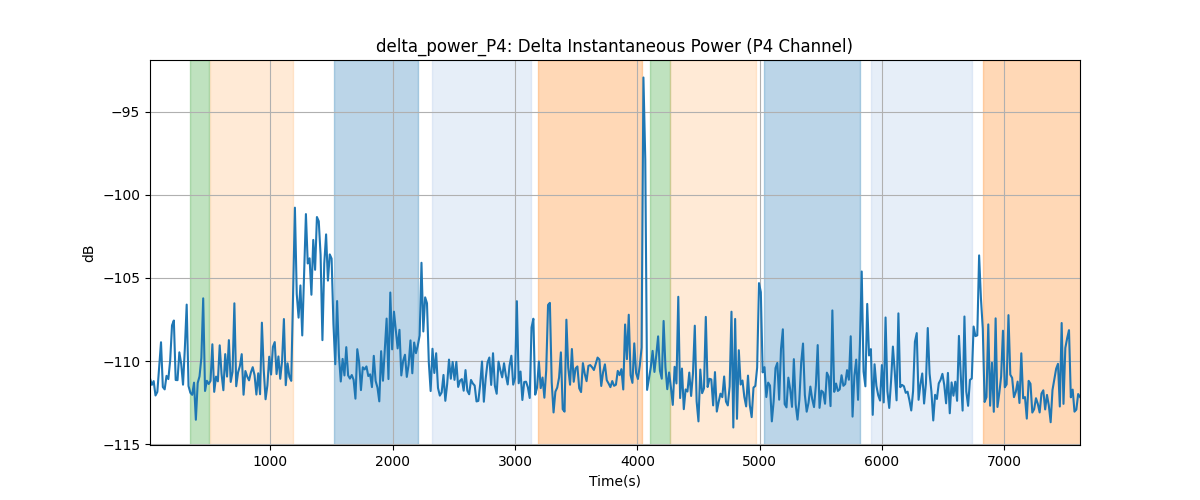 delta_power_P4: Delta Instantaneous Power (P4 Channel)
dB
−95
−100
−105
−110
−115
1000 2000 3000 4000 5000 6000 7000
Time(s)